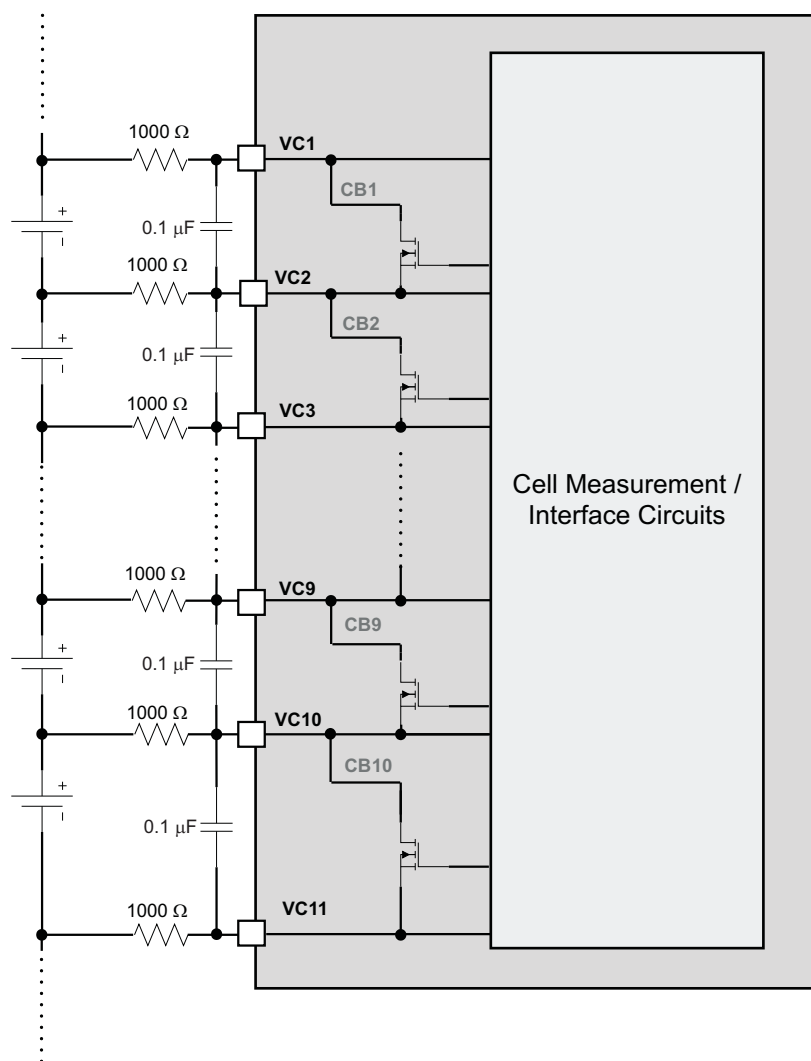 1000 Ω
VC1
CB1
+
-
0.1 μF
1000 Ω
VC2
CB2
+
-
0.1 μF
1000 Ω
VC3
Cell Measurement /
Interface Circuits
1000 Ω
VC9
CB9
+
-
0.1 μF
1000 Ω
VC10
CB10
+
-
0.1 μF
1000 Ω
VC11